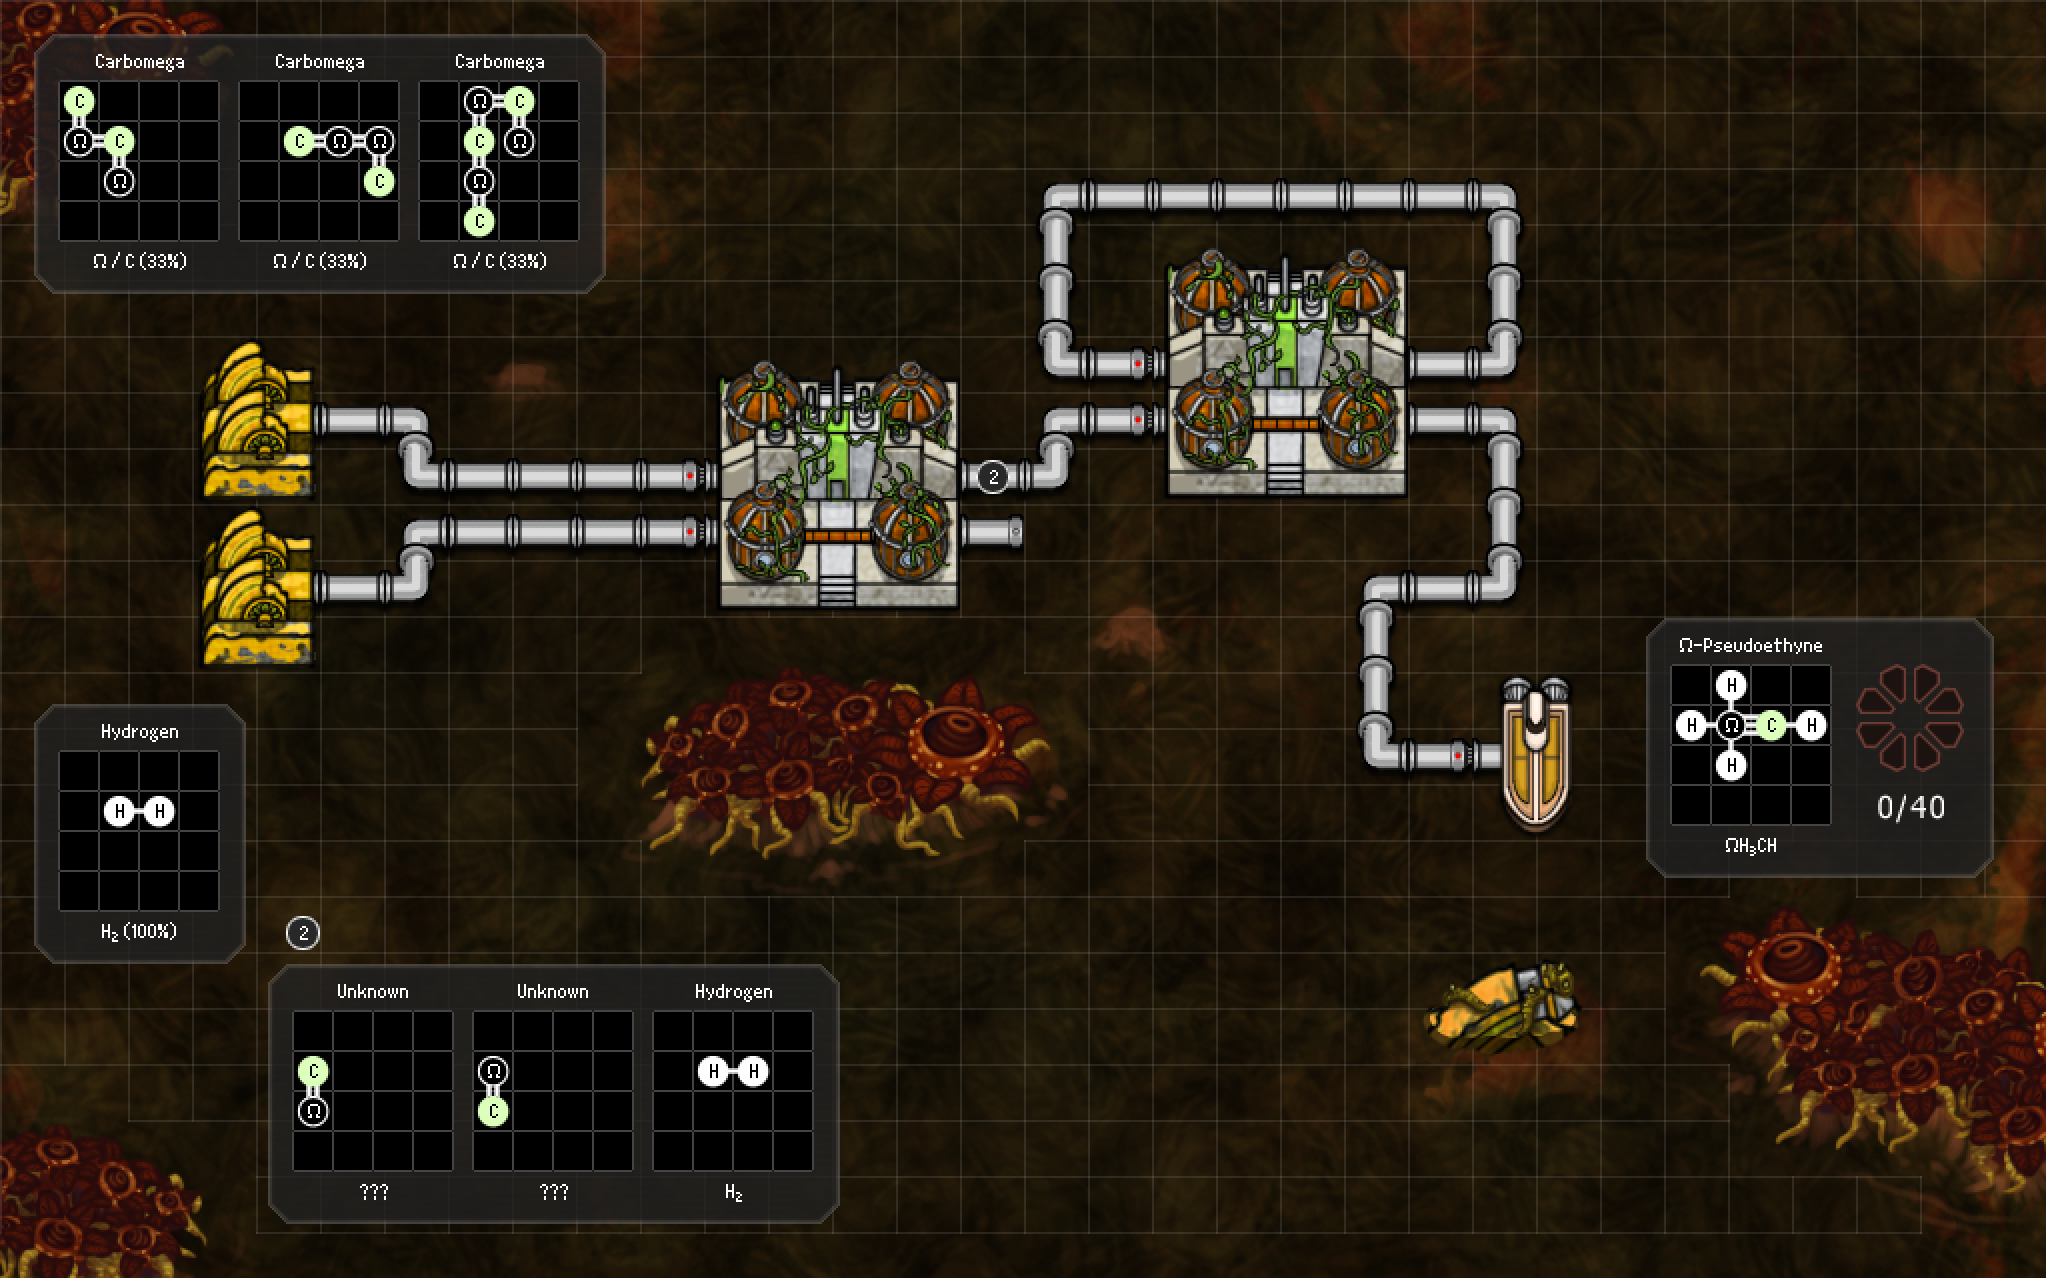 Carbomega Carbomega Carbomega
C Ω C
Ω C C Ω Ω C Ω
Ω C Ω
C
Ω / C (33%) Ω / C (33%) Ω / C (33%)
2
Ω-Pseudoethyne
H
H Ω C H
H
0/40
ΩH₃CH
Hydrogen
H H
H₂ (100%)
2
Unknown Unknown Hydrogen
C Ω H H
Ω C
??? ??? H₂